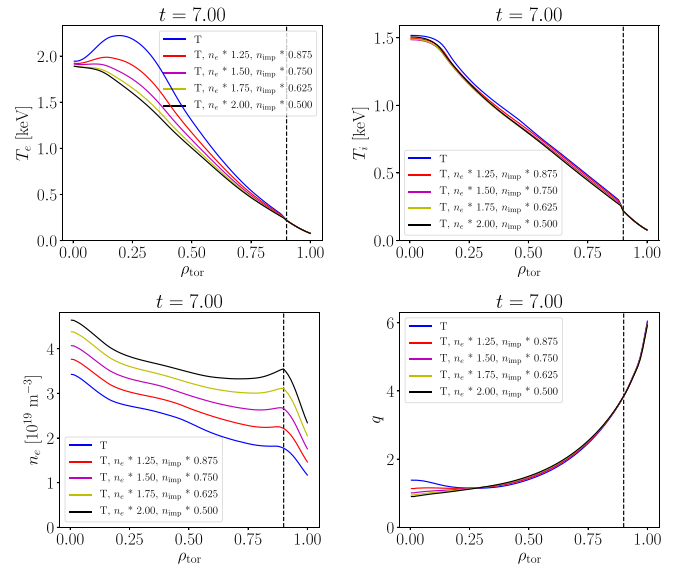 t = 7.00
T_e [keV]
2.0
1.5
1.0
0.5
0.0
T
T, n_e * 1.25, n_imp * 0.875
T, n_e * 1.50, n_imp * 0.750
T, n_e * 1.75, n_imp * 0.625
T, n_e * 2.00, n_imp * 0.500
0.00 0.25 0.50 0.75 1.00
ρ_tor
t = 7.00
T_i [keV]
1.5
1.0
0.5
0.0
T
T, n_e * 1.25, n_imp * 0.875
T, n_e * 1.50, n_imp * 0.750
T, n_e * 1.75, n_imp * 0.625
T, n_e * 2.00, n_imp * 0.500
0.00 0.25 0.50 0.75 1.00
ρ_tor
t = 7.00
n_e [10^19 m^−3]
4
3
2
1
0
T
T, n_e * 1.25, n_imp * 0.875
T, n_e * 1.50, n_imp * 0.750
T, n_e * 1.75, n_imp * 0.625
T, n_e * 2.00, n_imp * 0.500
0.00 0.25 0.50 0.75 1.00
ρ_tor
t = 7.00
q
6
4
2
0
T
T, n_e * 1.25, n_imp * 0.875
T, n_e * 1.50, n_imp * 0.750
T, n_e * 1.75, n_imp * 0.625
T, n_e * 2.00, n_imp * 0.500
0.00 0.25 0.50 0.75 1.00
ρ_tor